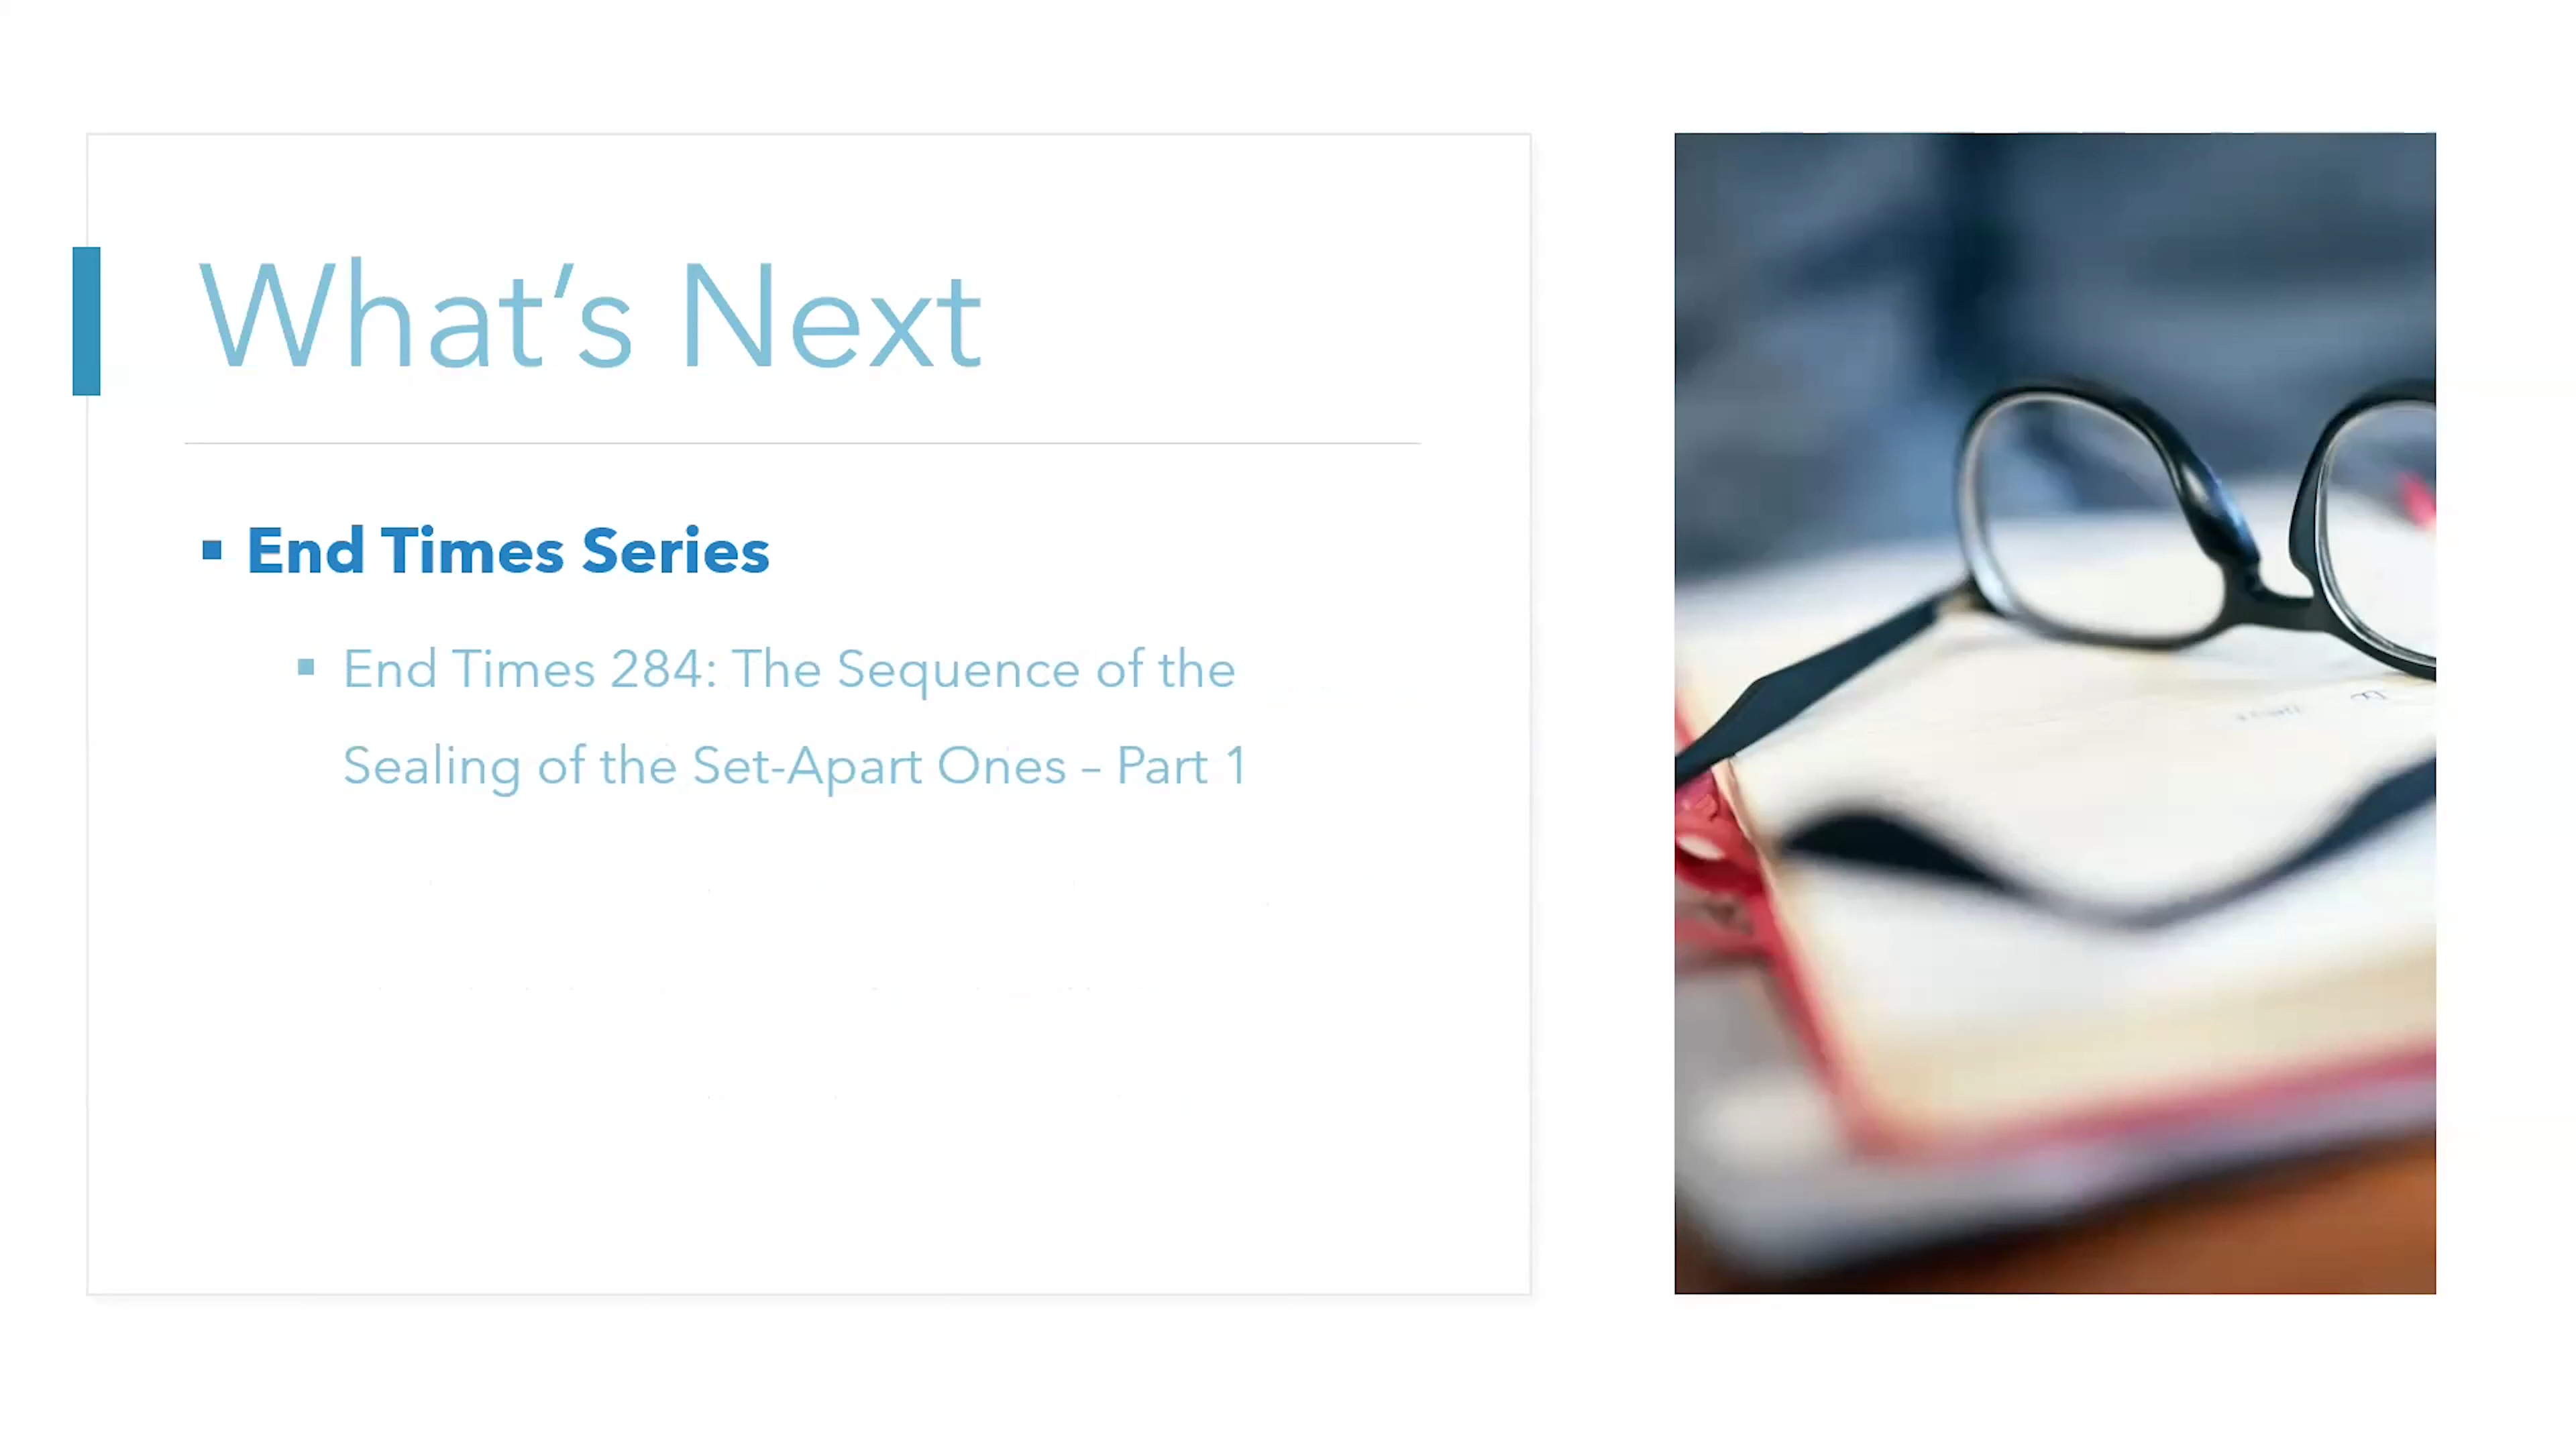 What's Next
▪ End Times Series
▪ End Times 284: The Sequence of the
Sealing of the Set-Apart Ones – Part 1